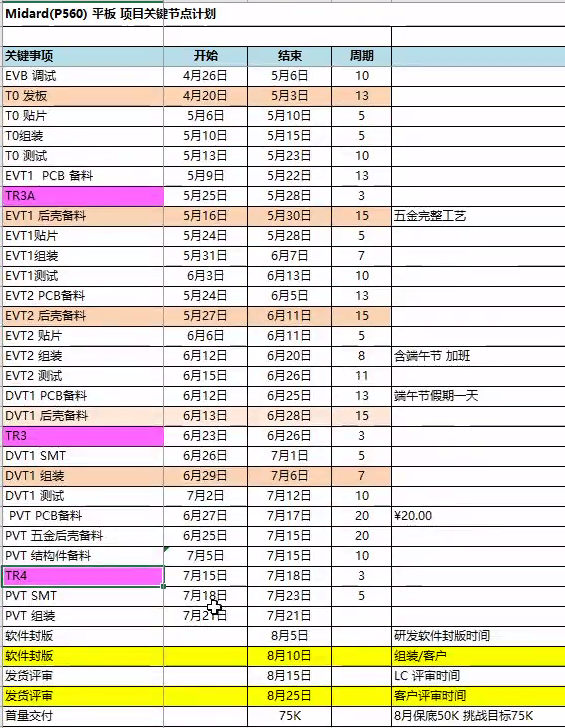 Midard(P560) 平板 项目关键节点计划
关键事项 开始 结束 周期
EVB 调试 4月26日 5月6日 10
T0 发板 4月20日 5月3日 13
T0 贴片 5月6日 5月10日 5
T0组装 5月10日 5月15日 5
T0 测试 5月13日 5月23日 10
EVT1 PCB 备料 5月9日 5月22日 13
TR3A 5月25日 5月28日 3
EVT1 后壳备料 5月16日 5月30日 15 五金完整工艺
EVT1贴片 5月24日 5月28日 5
EVT1组装 5月31日 6月7日 7
EVT1测试 6月3日 6月13日 10
EVT2 PCB备料 5月24日 6月5日 13
EVT2 后壳备料 5月27日 6月11日 15
EVT2 贴片 6月6日 6月11日 5
EVT2 组装 6月12日 6月20日 8 含端午节 加班
EVT2 测试 6月15日 6月26日 11
DVT1 PCB备料 6月12日 6月25日 13 端午节假期一天
DVT1 后壳备料 6月13日 6月28日 15
TR3 6月23日 6月26日 3
DVT1 SMT 6月26日 7月1日 5
DVT1 组装 6月29日 7月6日 7
DVT1 测试 7月2日 7月12日 10
PVT PCB备料 6月27日 7月17日 20 ¥20.00
PVT 五金后壳备料 6月25日 7月15日 20
PVT 结构件备料 7月5日 7月15日 10
TR4 7月15日 7月18日 3
PVT SMT 7月18日 7月23日 5
PVT 组装 7月21日 7月21日
软件封版 8月5日 研发软件封版时间
软件封版 8月10日 组装/客户
发货评审 8月15日 LC 评审时间
发货评审 8月25日 客户评审时间
首量交付 75K 8月保底50K 挑战目标75K